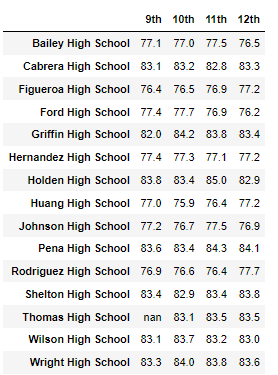 9th 10th 11th 12th
Bailey High School 77.1 77.0 77.5 76.5
Cabrera High School 83.1 83.2 82.8 83.3
Figueroa High School 76.4 76.5 76.9 77.2
Ford High School 77.4 77.7 76.9 76.2
Griffin High School 82.0 84.2 83.8 83.4
Hernandez High School 77.4 77.3 77.1 77.2
Holden High School 83.8 83.4 85.0 82.9
Huang High School 77.0 75.9 76.4 77.2
Johnson High School 77.2 76.7 77.5 76.9
Pena High School 83.6 83.4 84.3 84.1
Rodriguez High School 76.9 76.6 76.4 77.7
Shelton High School 83.4 82.9 83.4 83.8
Thomas High School nan 83.1 83.5 83.5
Wilson High School 83.1 83.7 83.2 83.0
Wright High School 83.3 84.0 83.8 83.6